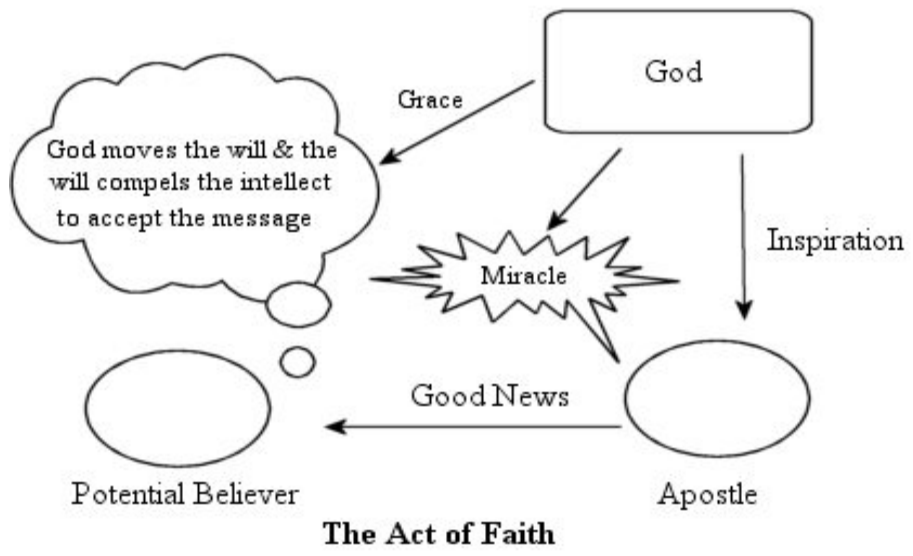 God
Grace
God moves the will & the
will compels the intellect
to accept the message
Inspiration
Miracle
Good News
Potential Believer
Apostle
The Act of Faith